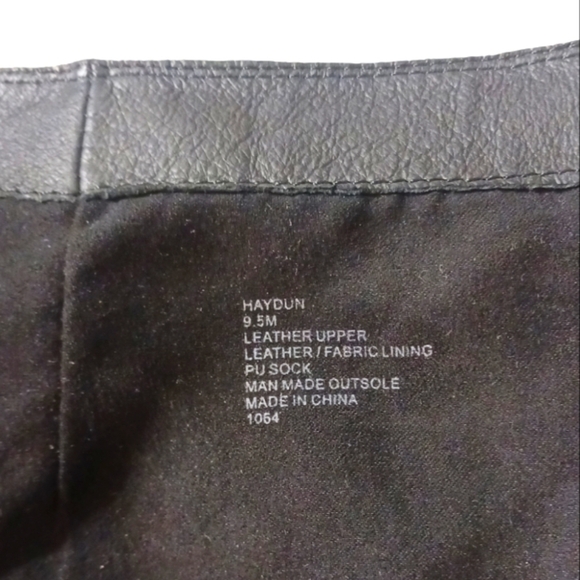 HAYDUN
9.5M
LEATHER UPPER
LEATHER / FABRIC LINING
PU SOCK
MAN MADE OUTSOLE
MADE IN CHINA
1064